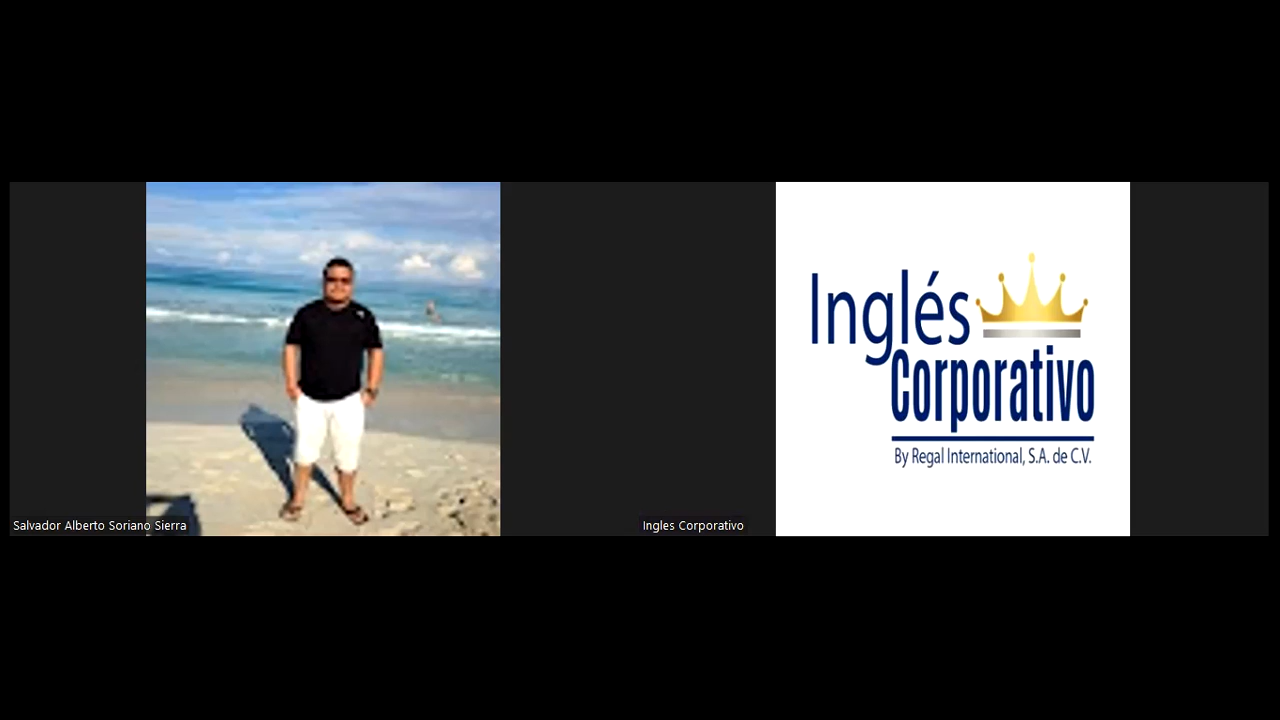 Inglés
Corporativo
By Regal International, S.A. de C.V.
Salvador Alberto Soriano Sierra
Ingles Corporativo